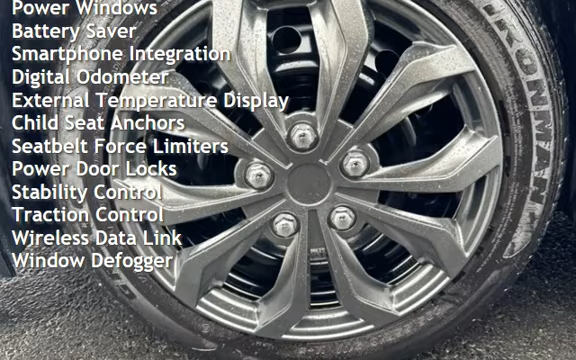 Power Windows
Battery Saver
Smartphone Integration
Digital Odometer
External Temperature Display
Child Seat Anchors
Seatbelt Force Limiters
Power Door Locks
Stability Control
Traction Control
Wireless Data Link
Window Defogger
IRONMAN